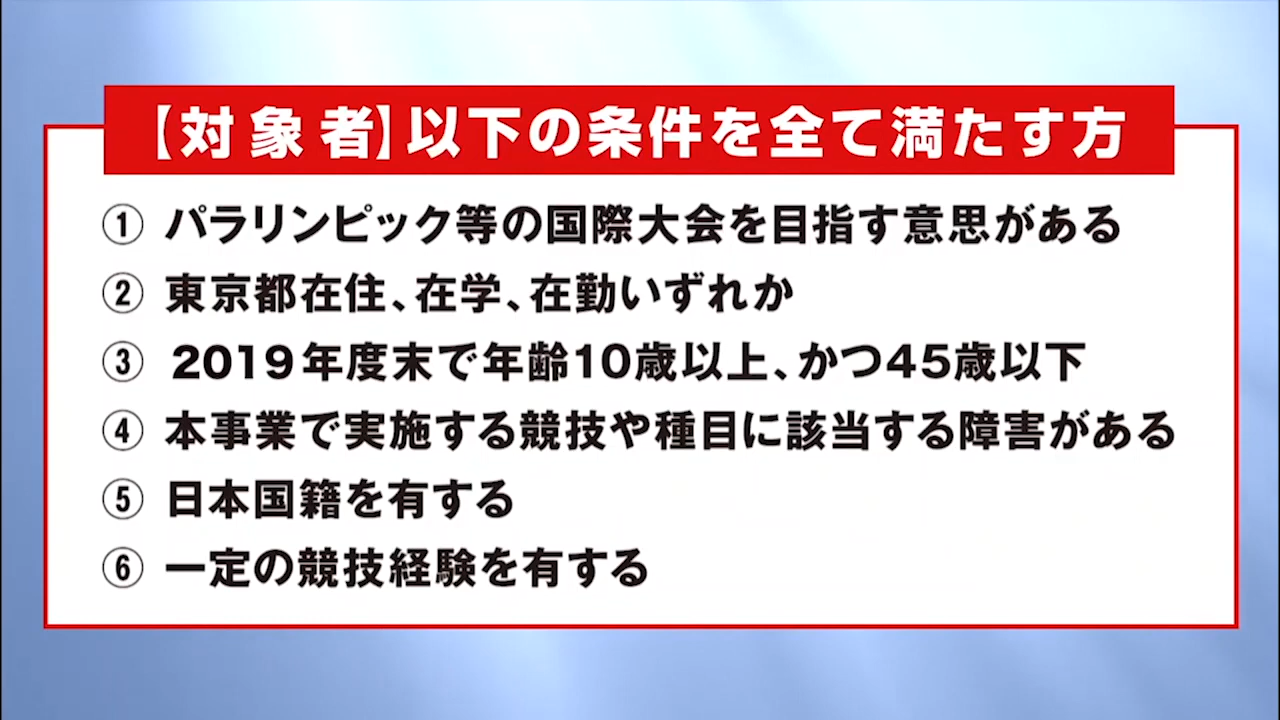 【対象者】以下の条件を全て満たす方
① パラリンピック等の国際大会を目指す意思がある
② 東京都在住、在学、在勤いずれか
③ 2019年度末で年齢10歳以上、かつ45歳以下
④ 本事業で実施する競技や種目に該当する障害がある
⑤ 日本国籍を有する
⑥ 一定の競技経験を有する